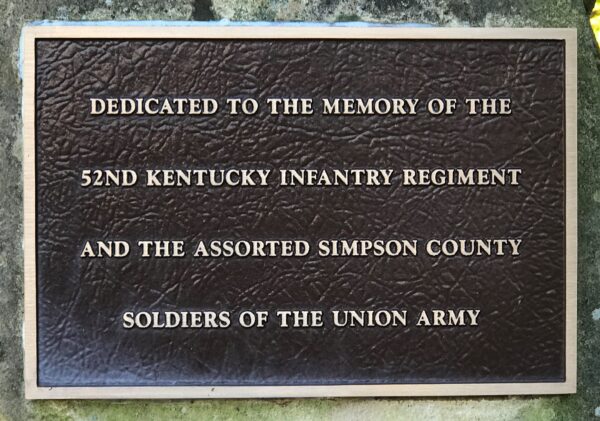 DEDICATED TO THE MEMORY OF THE
52ND KENTUCKY INFANTRY REGIMENT
AND THE ASSORTED SIMPSON COUNTY
SOLDIERS OF THE UNION ARMY